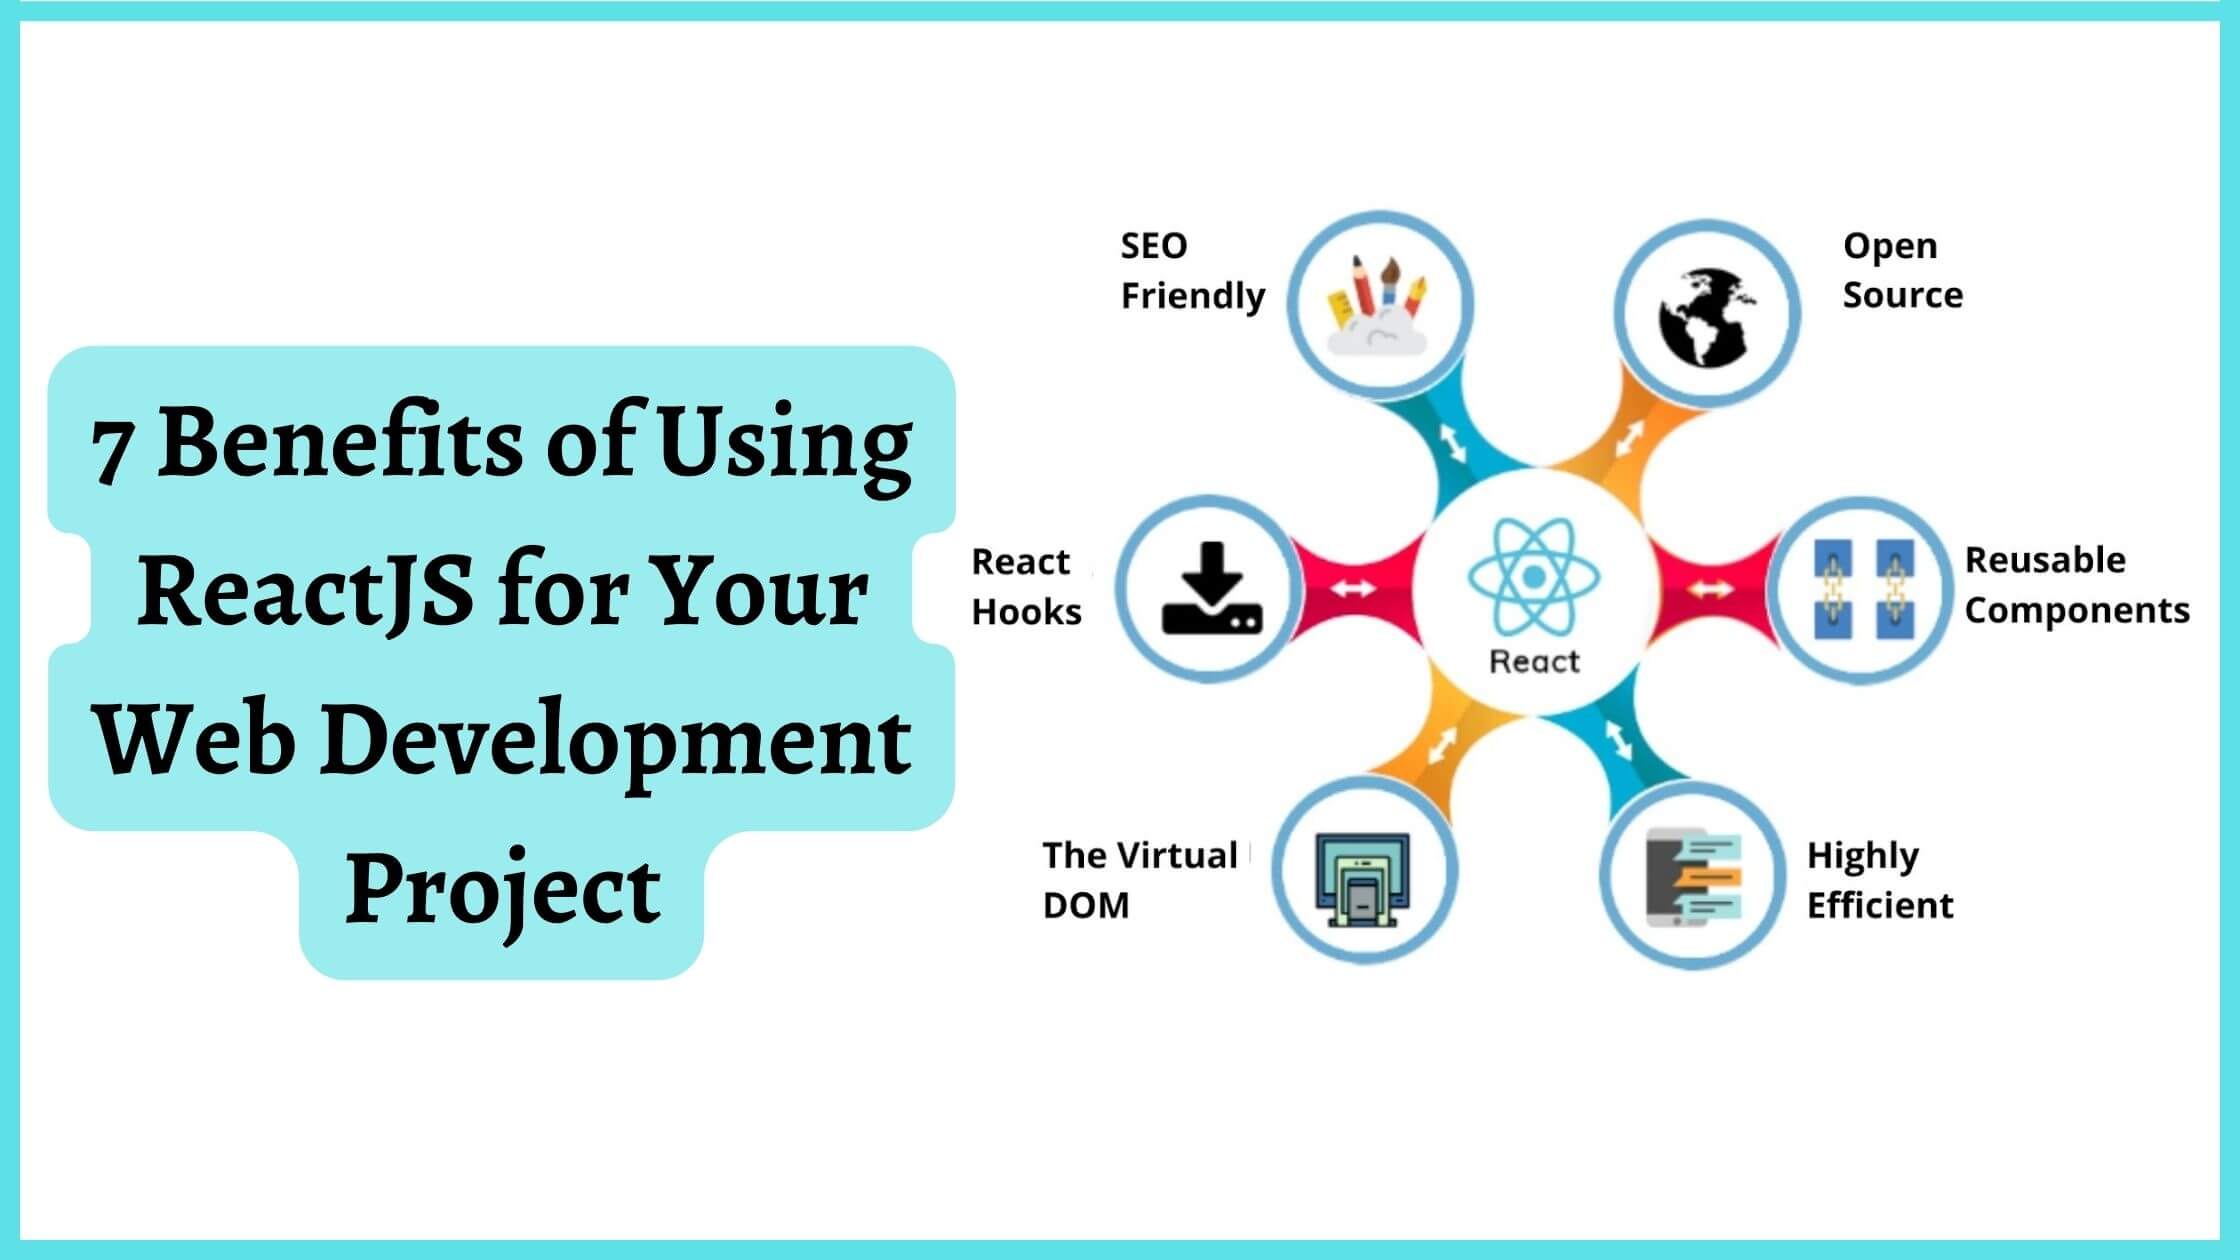 7 Benefits of Using
ReactJS for Your
Web Development
Project
SEO
Friendly
Open
Source
React
Hooks
React
Reusable
Components
The Virtual
DOM
Highly
Efficient